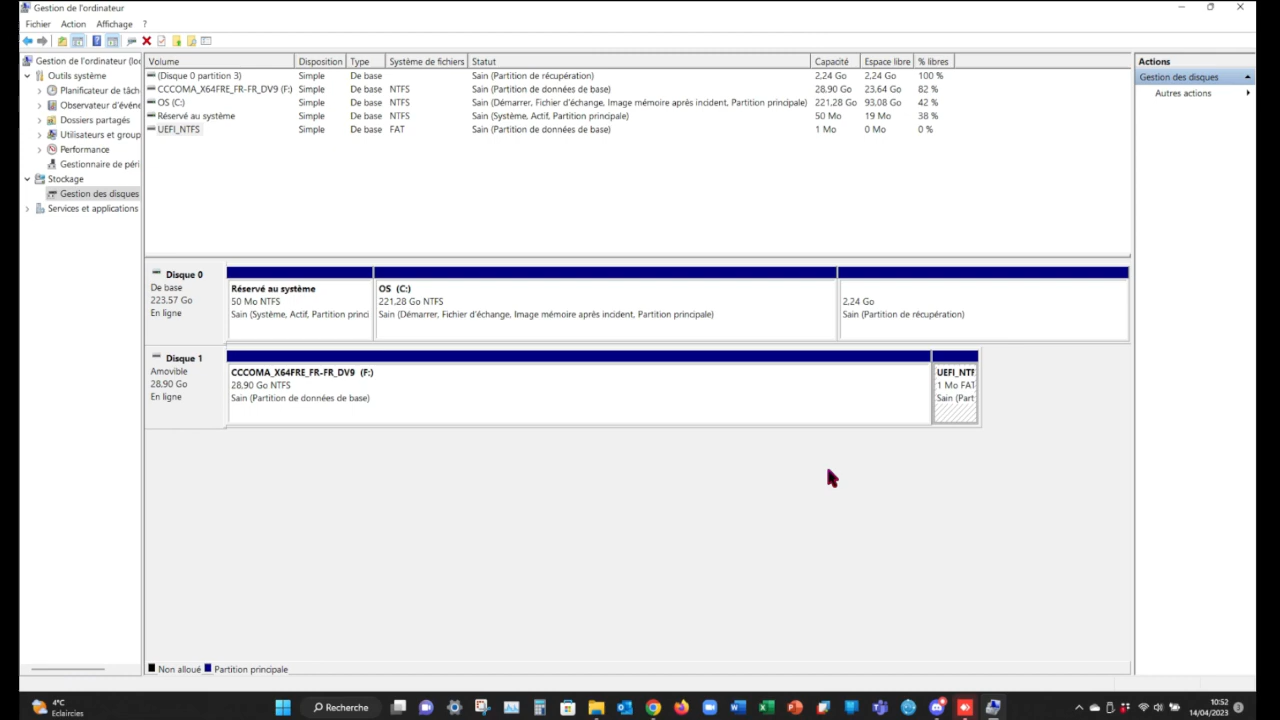 Gestion de l'ordinateur
Fichier Action Affichage ?
Gestion de l'ordinateur (loc
Outils système
Planificateur de tâch
Observateur d'événe
Dossiers partagés
Utilisateurs et group
Performance
Gestionnaire de péri
Stockage
Gestion des disques
Services et applications
Volume Disposition Type Système de fichiers Statut Capacité Espace libre % libres
(Disque 0 partition 3) Simple De base Sain (Partition de récupération) 2,24 Go 2,24 Go 100 %
CCCOMA_X64FRE_FR-FR_DV9 (F:) Simple De base NTFS Sain (Partition de données de base) 28,90 Go 23,64 Go 82 %
OS (C:) Simple De base NTFS Sain (Démarrer, Fichier d'échange, Image mémoire après incident, Partition principale) 221,28 Go 93,08 Go 42 %
Réservé au système Simple De base NTFS Sain (Système, Actif, Partition principale) 50 Mo 19 Mo 38 %
UEFI_NTFS Simple De base FAT Sain (Partition de données de base) 1 Mo 0 Mo 0 %
Actions
Gestion des disques
Autres actions
Disque 0
De base
223,57 Go
En ligne
Réservé au système
50 Mo NTFS
Sain (Système, Actif, Partition princi
OS (C:)
221,28 Go NTFS
Sain (Démarrer, Fichier d'échange, Image mémoire après incident, Partition principale)
2,24 Go
Sain (Partition de récupération)
Disque 1
Amovible
28,90 Go
En ligne
CCCOMA_X64FRE_FR-FR_DV9 (F:)
28,90 Go NTFS
Sain (Partition de données de base)
UEFI_NTF
1 Mo FAT
Sain (Part
Non alloué Partition principale
4°C
Eclaircies
Recherche
10:52
14/04/2023